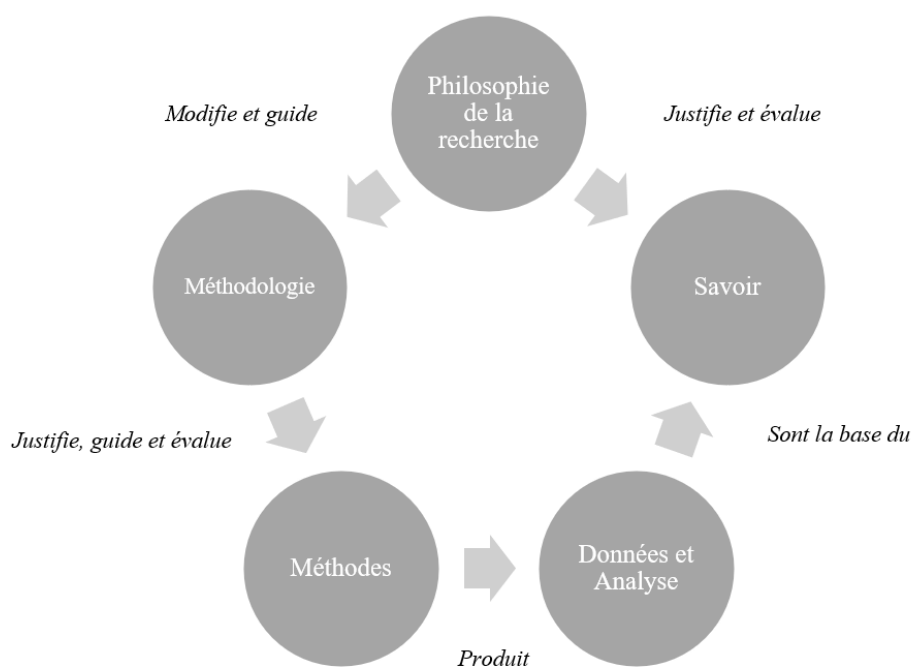 Philosophie
de la
recherche
Modifie et guide
Justifie et évalue
Méthodologie
Savoir
Justifie, guide et évalue
Sont la base du
Méthodes
Données et
Analyse
Produit